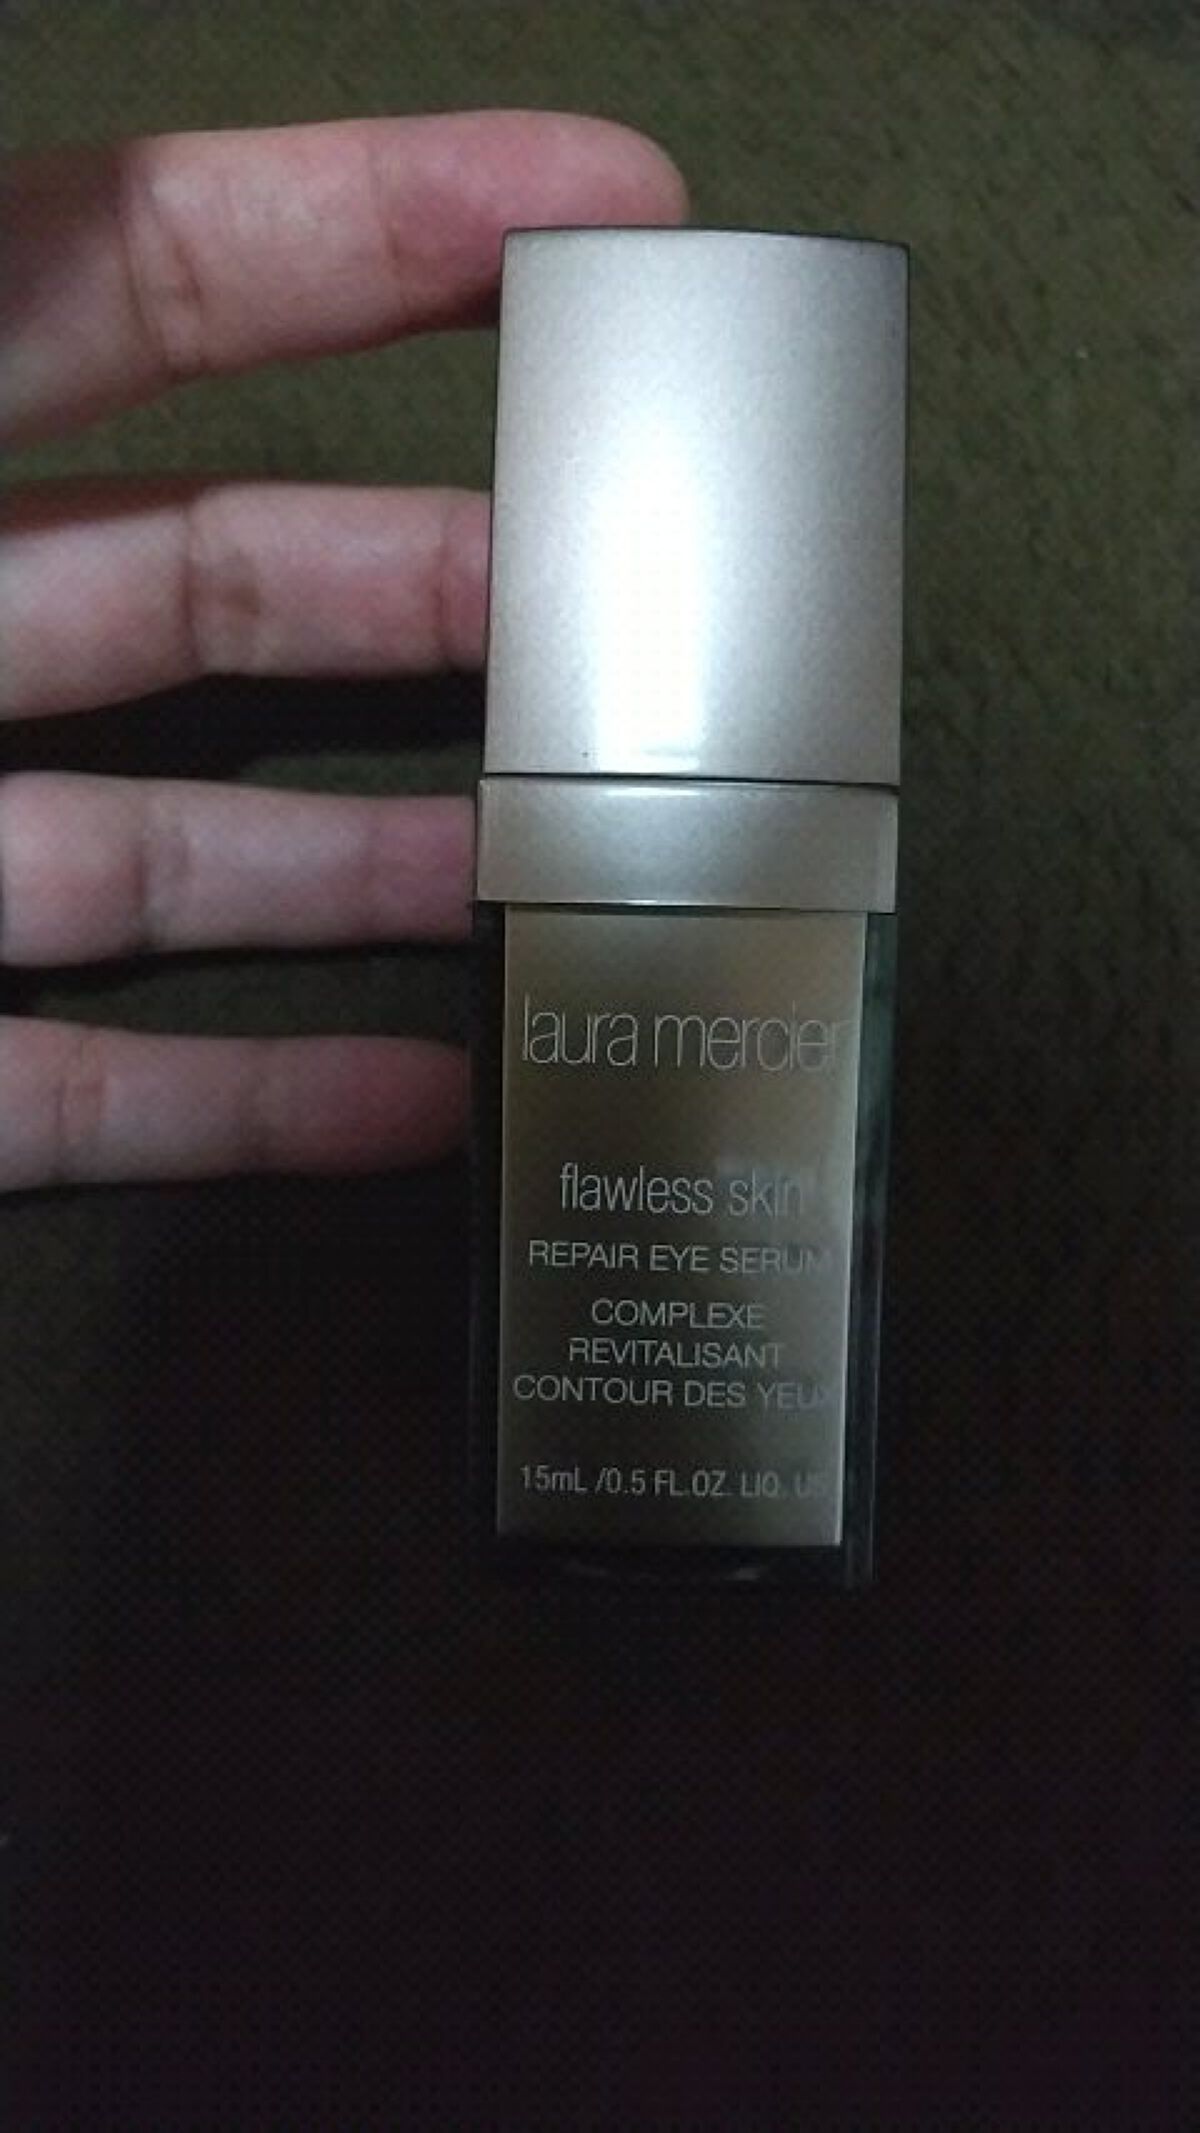 laura mercier
flawless skin
REPAIR EYE SERUM
COMPLEXE
REVITALISANT
CONTOUR DES YEUX
15mL /0.5 FL.OZ. LIQ. US